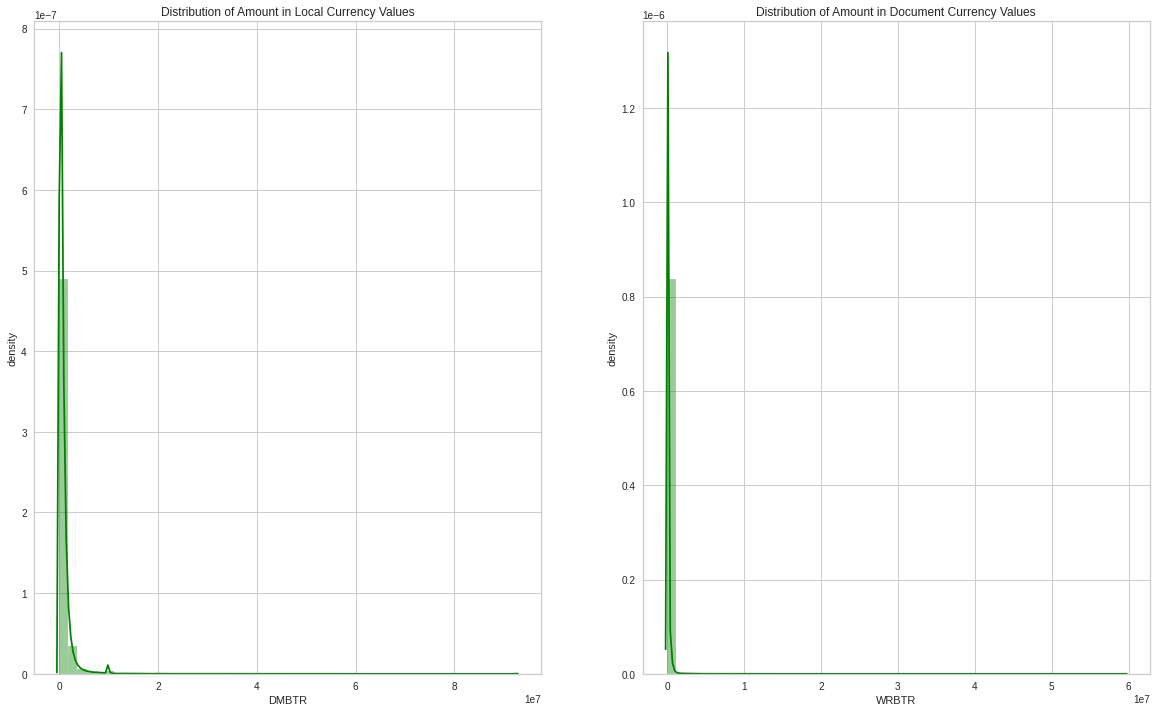 Distribution of Amount in Local Currency Values
1e−7
8
7
6
5
4
3
2
1
0
density
0 2 4 6 8
1e7
DMBTR
Distribution of Amount in Document Currency Values
1e−6
1.2
1.0
0.8
0.6
0.4
0.2
0.0
density
0 1 2 3 4 5 6
1e7
WRBTR